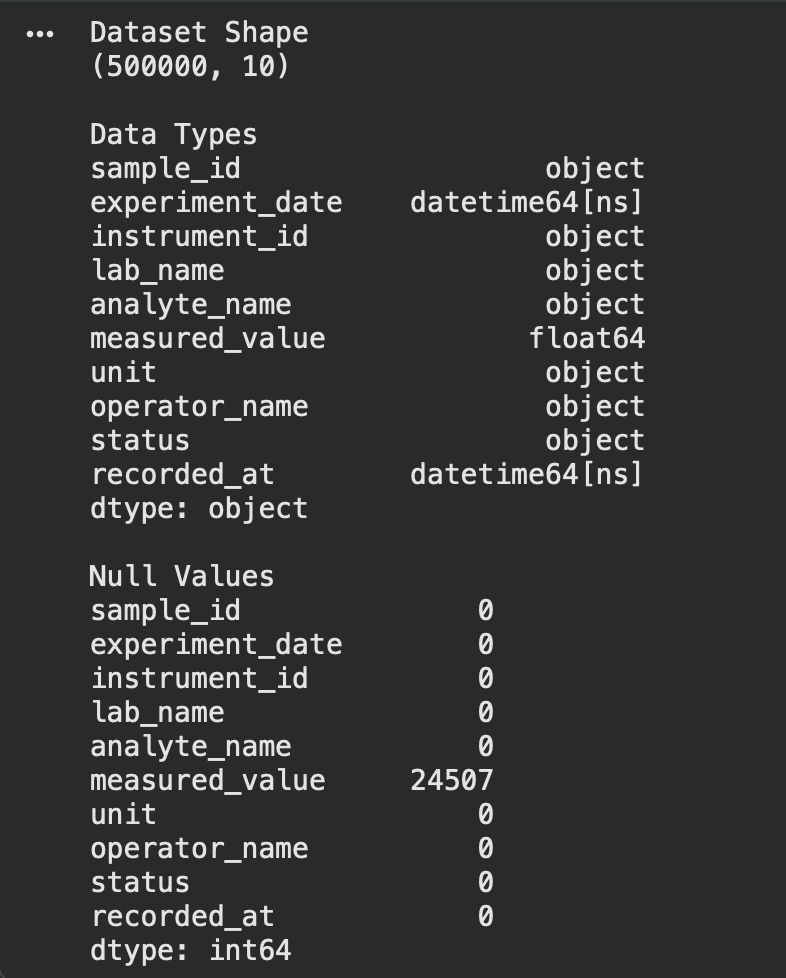 Dataset Shape
(500000, 10)

Data Types
sample_id                  object
experiment_date    datetime64[ns]
instrument_id              object
lab_name                   object
analyte_name               object
measured_value            float64
unit                       object
operator_name              object
status                     object
recorded_at        datetime64[ns]
dtype: object

Null Values
sample_id              0
experiment_date        0
instrument_id          0
lab_name               0
analyte_name           0
measured_value     24507
unit                   0
operator_name          0
status                 0
recorded_at            0
dtype: int64